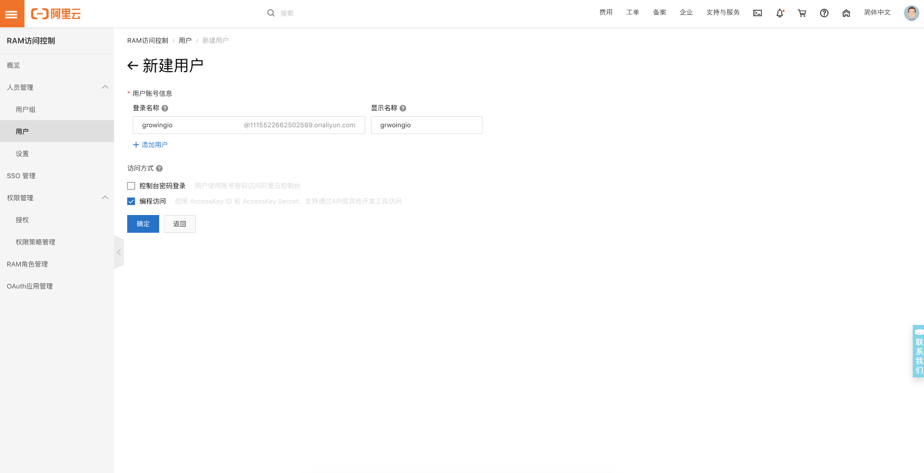 阿里云
搜索
费用 工单 备案 企业 支持与服务 简体中文
RAM访问控制
概览
人员管理
用户组
用户
设置
SSO 管理
权限管理
授权
权限策略管理
RAM角色管理
OAuth应用管理
RAM访问控制 / 用户 / 新建用户
← 新建用户
* 用户账号信息
登录名称 显示名称
growingio @1115522662502589.onaliyun.com grwoingio
+ 添加用户
访问方式
控制台密码登录 用户使用账号密码访问阿里云控制台
编程访问 启用 AccessKey ID 和 AccessKey Secret，支持通过API或其他开发工具访问
确定 返回
联系我们